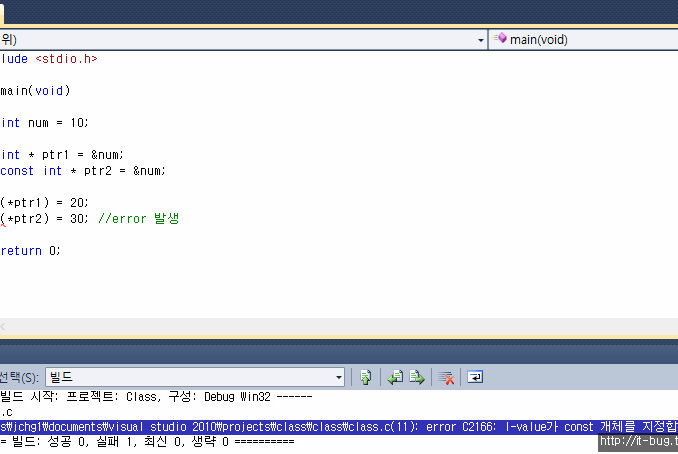 위)
main(void)
lude <stdio.h>
main(void)
int num = 10;
int * ptr1 = &num;
const int * ptr2 = &num;
(*ptr1) = 20;
(*ptr2) = 30; //error 발생
return 0;
선택(S): 빌드
빌드 시작: 프로젝트: Class, 구성: Debug Win32 ------
.c
s₩jchg1₩documents₩visual studio 2010₩projects₩class₩class₩class.c(11): error C2166: l-value가 const 개체를 지정합
= 빌드: 성공 0, 실패 1, 최신 0, 생략 0 ==========
http://it-bug.t